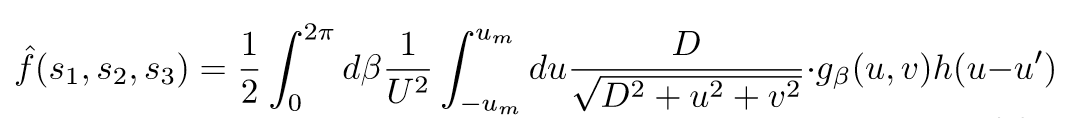 $\hat{f}(s_1, s_2, s_3) = \frac{1}{2} \int_0^{2\pi} d\beta \frac{1}{U^2} \int_{-u_m}^{u_m} du \frac{D}{\sqrt{D^2 + u^2 + v^2}} \cdot g_\beta(u, v) h(u - u')$